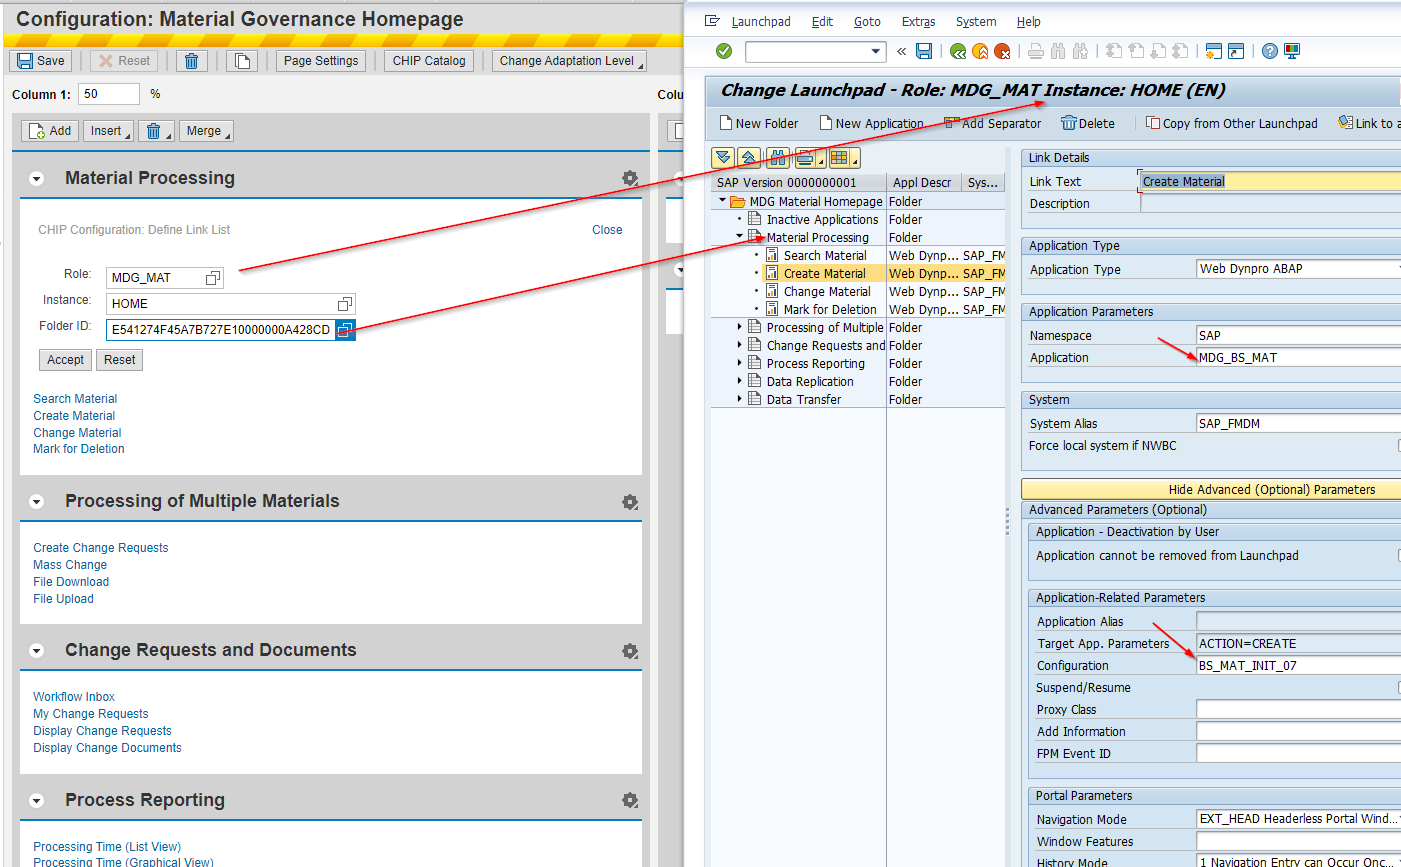 Configuration: Material Governance Homepage
Save
Reset
Page Settings
CHIP Catalog
Change Adaptation Level
Column 1:
50
%
Colu
Add
Insert
Merge
Material Processing
CHIP Configuration: Define Link List
Close
Role:
MDG_MAT
Instance:
HOME
Folder ID:
E541274F45A7B727E10000000A428CD
Accept
Reset
Search Material
Create Material
Change Material
Mark for Deletion
Processing of Multiple Materials
Create Change Requests
Mass Change
File Download
File Upload
Change Requests and Documents
Workflow Inbox
My Change Requests
Display Change Requests
Display Change Documents
Process Reporting
Processing Time (List View)
Processing Time (Graphical View)
Launchpad
Edit
Goto
Extras
System
Help
Change Launchpad - Role: MDG_MAT Instance: HOME (EN)
New Folder
New Application
Add Separator
Delete
Copy from Other Launchpad
Link to a
SAP Version 0000000001
Appl Descr
Sys...
MDG Material Homepage
Folder
Inactive Applications
Folder
Material Processing
Folder
Search Material
Web Dynp...
SAP_FM
Create Material
Web Dynp...
SAP_FM
Change Material
Web Dynp...
SAP_FM
Mark for Deletion
Web Dynp...
SAP_FM
Processing of Multiple
Folder
Change Requests and
Folder
Process Reporting
Folder
Data Replication
Folder
Data Transfer
Folder
Link Details
Link Text
Create Material
Description
Application Type
Application Type
Web Dynpro ABAP
Application Parameters
Namespace
SAP
Application
MDG_BS_MAT
System
System Alias
SAP_FMDM
Force local system if NWBC
Hide Advanced (Optional) Parameters
Advanced Parameters (Optional)
Application - Deactivation by User
Application cannot be removed from Launchpad
Application-Related Parameters
Application Alias
Target App. Parameters
ACTION=CREATE
Configuration
BS_MAT_INIT_07
Suspend/Resume
Proxy Class
Add Information
FPM Event ID
Portal Parameters
Navigation Mode
EXT_HEAD Headerless Portal Wind...
Window Features
History Mode
1 Navigation Entry can Occur Onc...